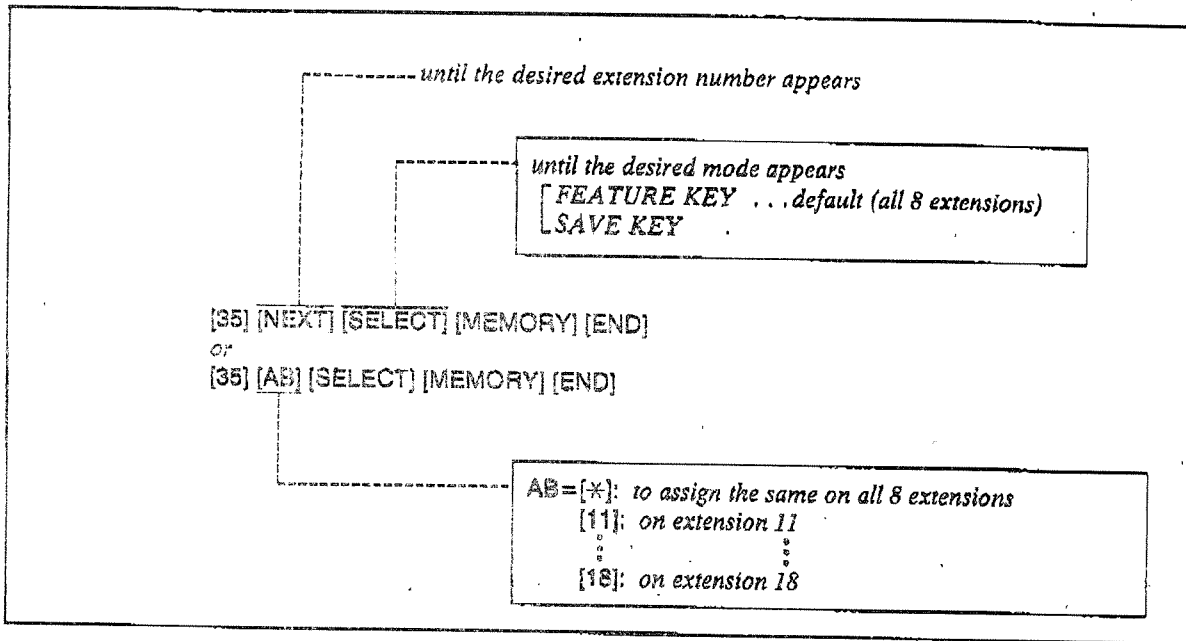 until the desired extension number appears
until the desired mode appears
FEATURE KEY ...default (all 8 extensions)
SAVE KEY
[35] [NEXT] [SELECT] [MEMORY] [END]
or
[35] [AB] [SELECT] [MEMORY] [END]
AB=[*]: to assign the same on all 8 extensions
[11]: on extension 11
[18]: on extension 18